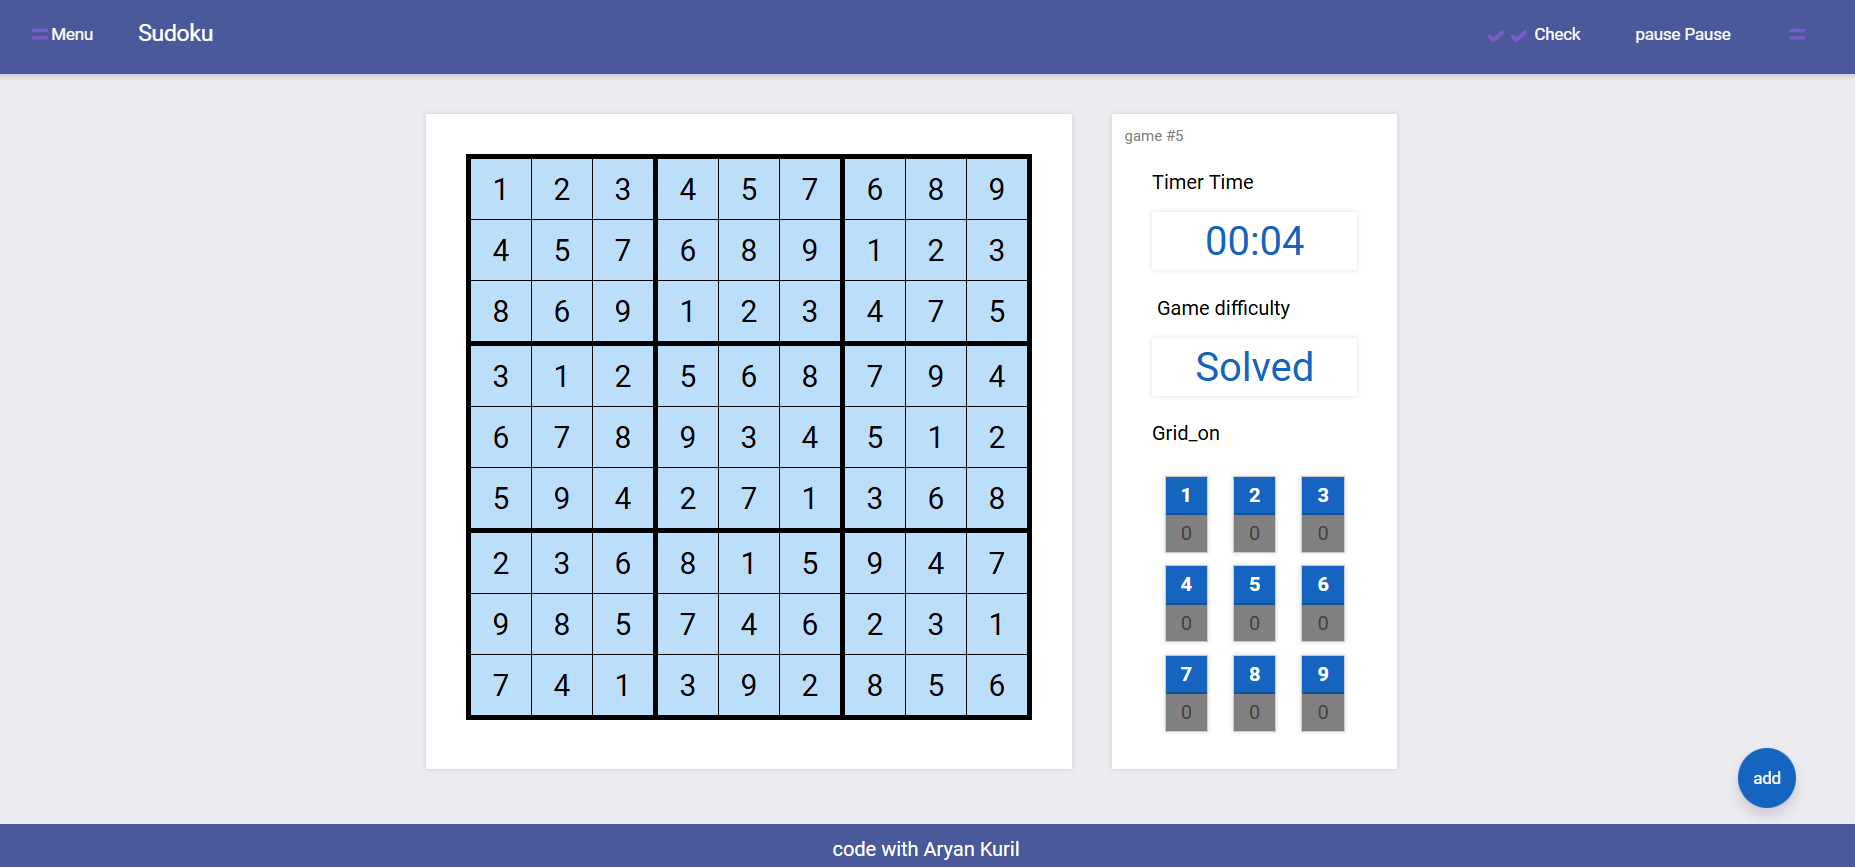 Menu Sudoku Check pause Pause
1 2 3 4 5 7 6 8 9
4 5 7 6 8 9 1 2 3
8 6 9 1 2 3 4 7 5
3 1 2 5 6 8 7 9 4
6 7 8 9 3 4 5 1 2
5 9 4 2 7 1 3 6 8
2 3 6 8 1 5 9 4 7
9 8 5 7 4 6 2 3 1
7 4 1 3 9 2 8 5 6
game #5
Timer Time
00:04
Game difficulty
Solved
Grid_on
1 2 3
0 0 0
4 5 6
0 0 0
7 8 9
0 0 0
add
code with Aryan Kuril